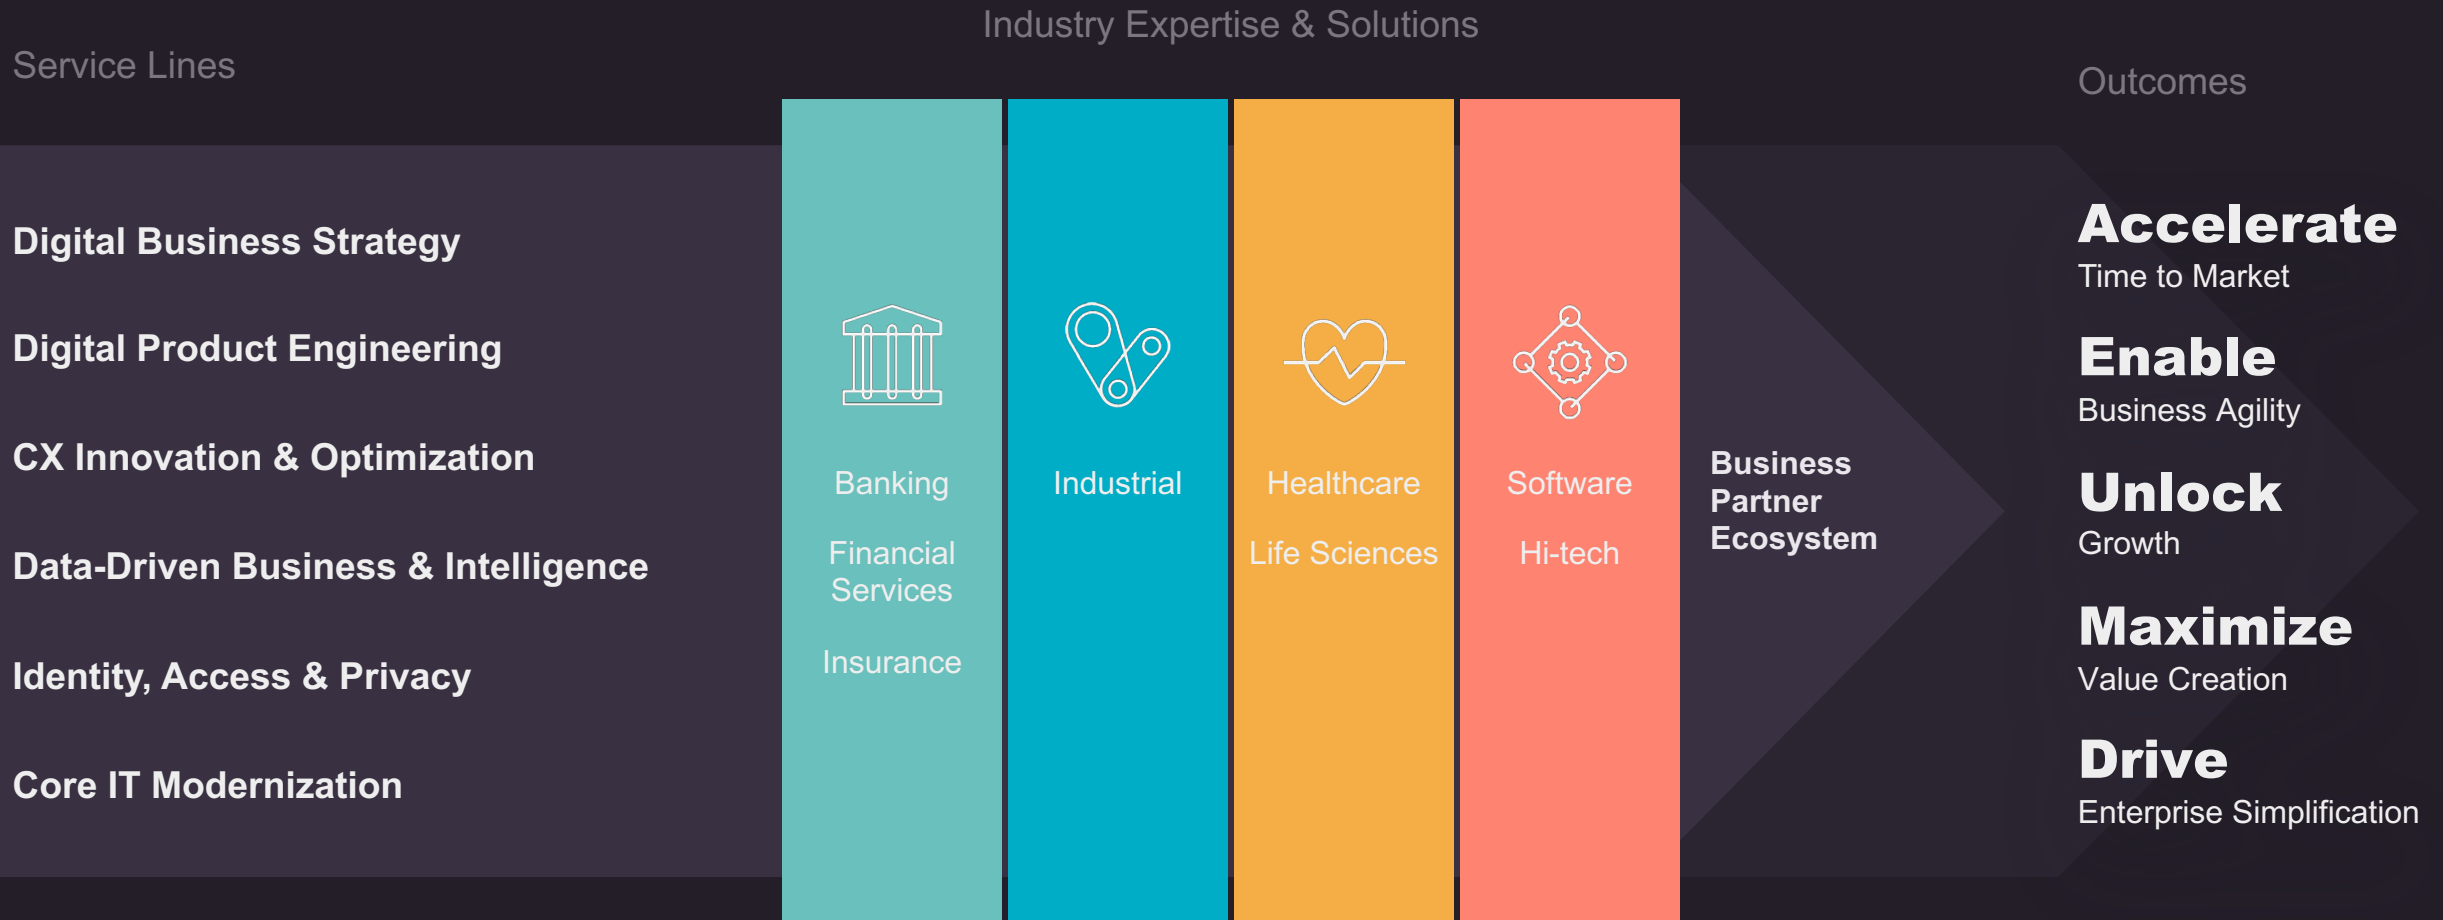 Industry Expertise & Solutions
Service Lines
Outcomes
Digital Business Strategy
Digital Product Engineering
CX Innovation & Optimization
Data-Driven Business & Intelligence
Identity, Access & Privacy
Core IT Modernization
Banking
Financial
Services
Insurance
Industrial
Healthcare
Life Sciences
Software
Hi-tech
Business
Partner
Ecosystem
Accelerate
Time to Market
Enable
Business Agility
Unlock
Growth
Maximize
Value Creation
Drive
Enterprise Simplification